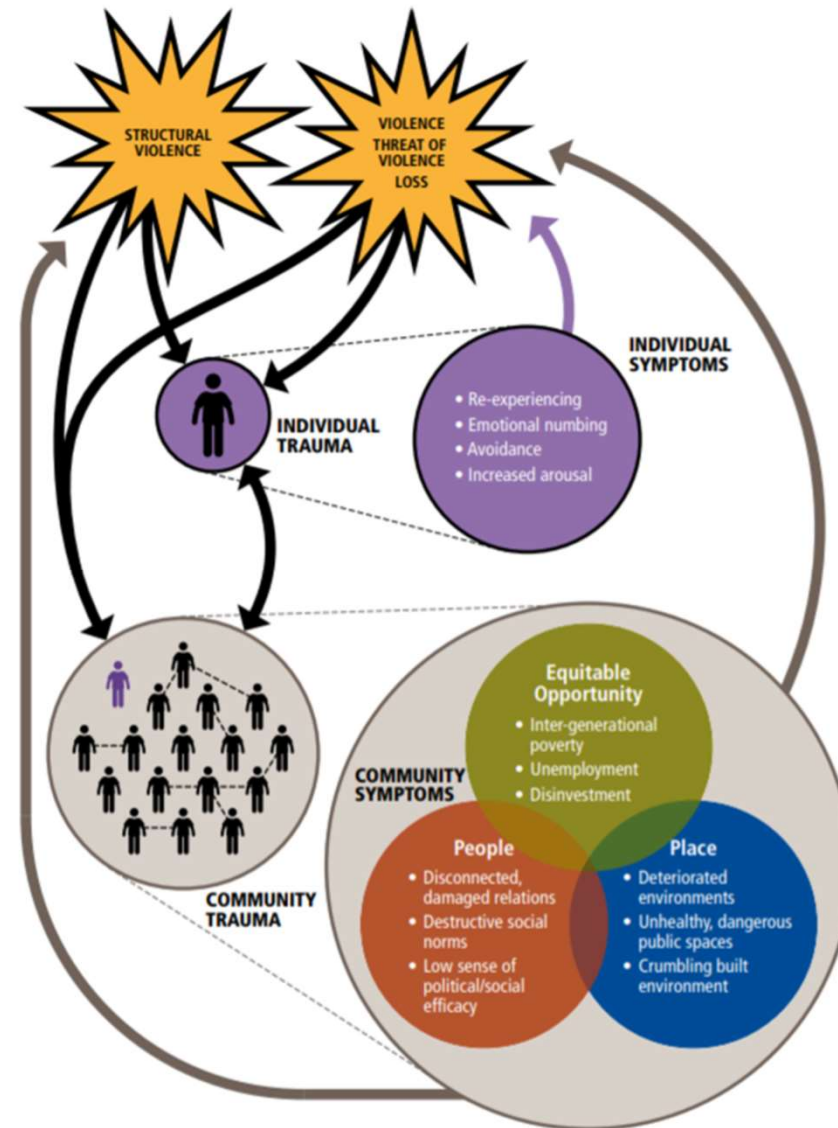 STRUCTURAL
VIOLENCE
VIOLENCE
THREAT OF
VIOLENCE
LOSS
INDIVIDUAL
SYMPTOMS
• Re-experiencing
• Emotional numbing
• Avoidance
• Increased arousal
INDIVIDUAL
TRAUMA
Equitable
Opportunity
• Inter-generational
poverty
• Unemployment
• Disinvestment
COMMUNITY
SYMPTOMS
People
• Disconnected,
damaged relations
• Destructive social
norms
• Low sense of
political/social
efficacy
Place
• Deteriorated
environments
• Unhealthy, dangerous
public spaces
• Crumbling built
environment
COMMUNITY
TRAUMA